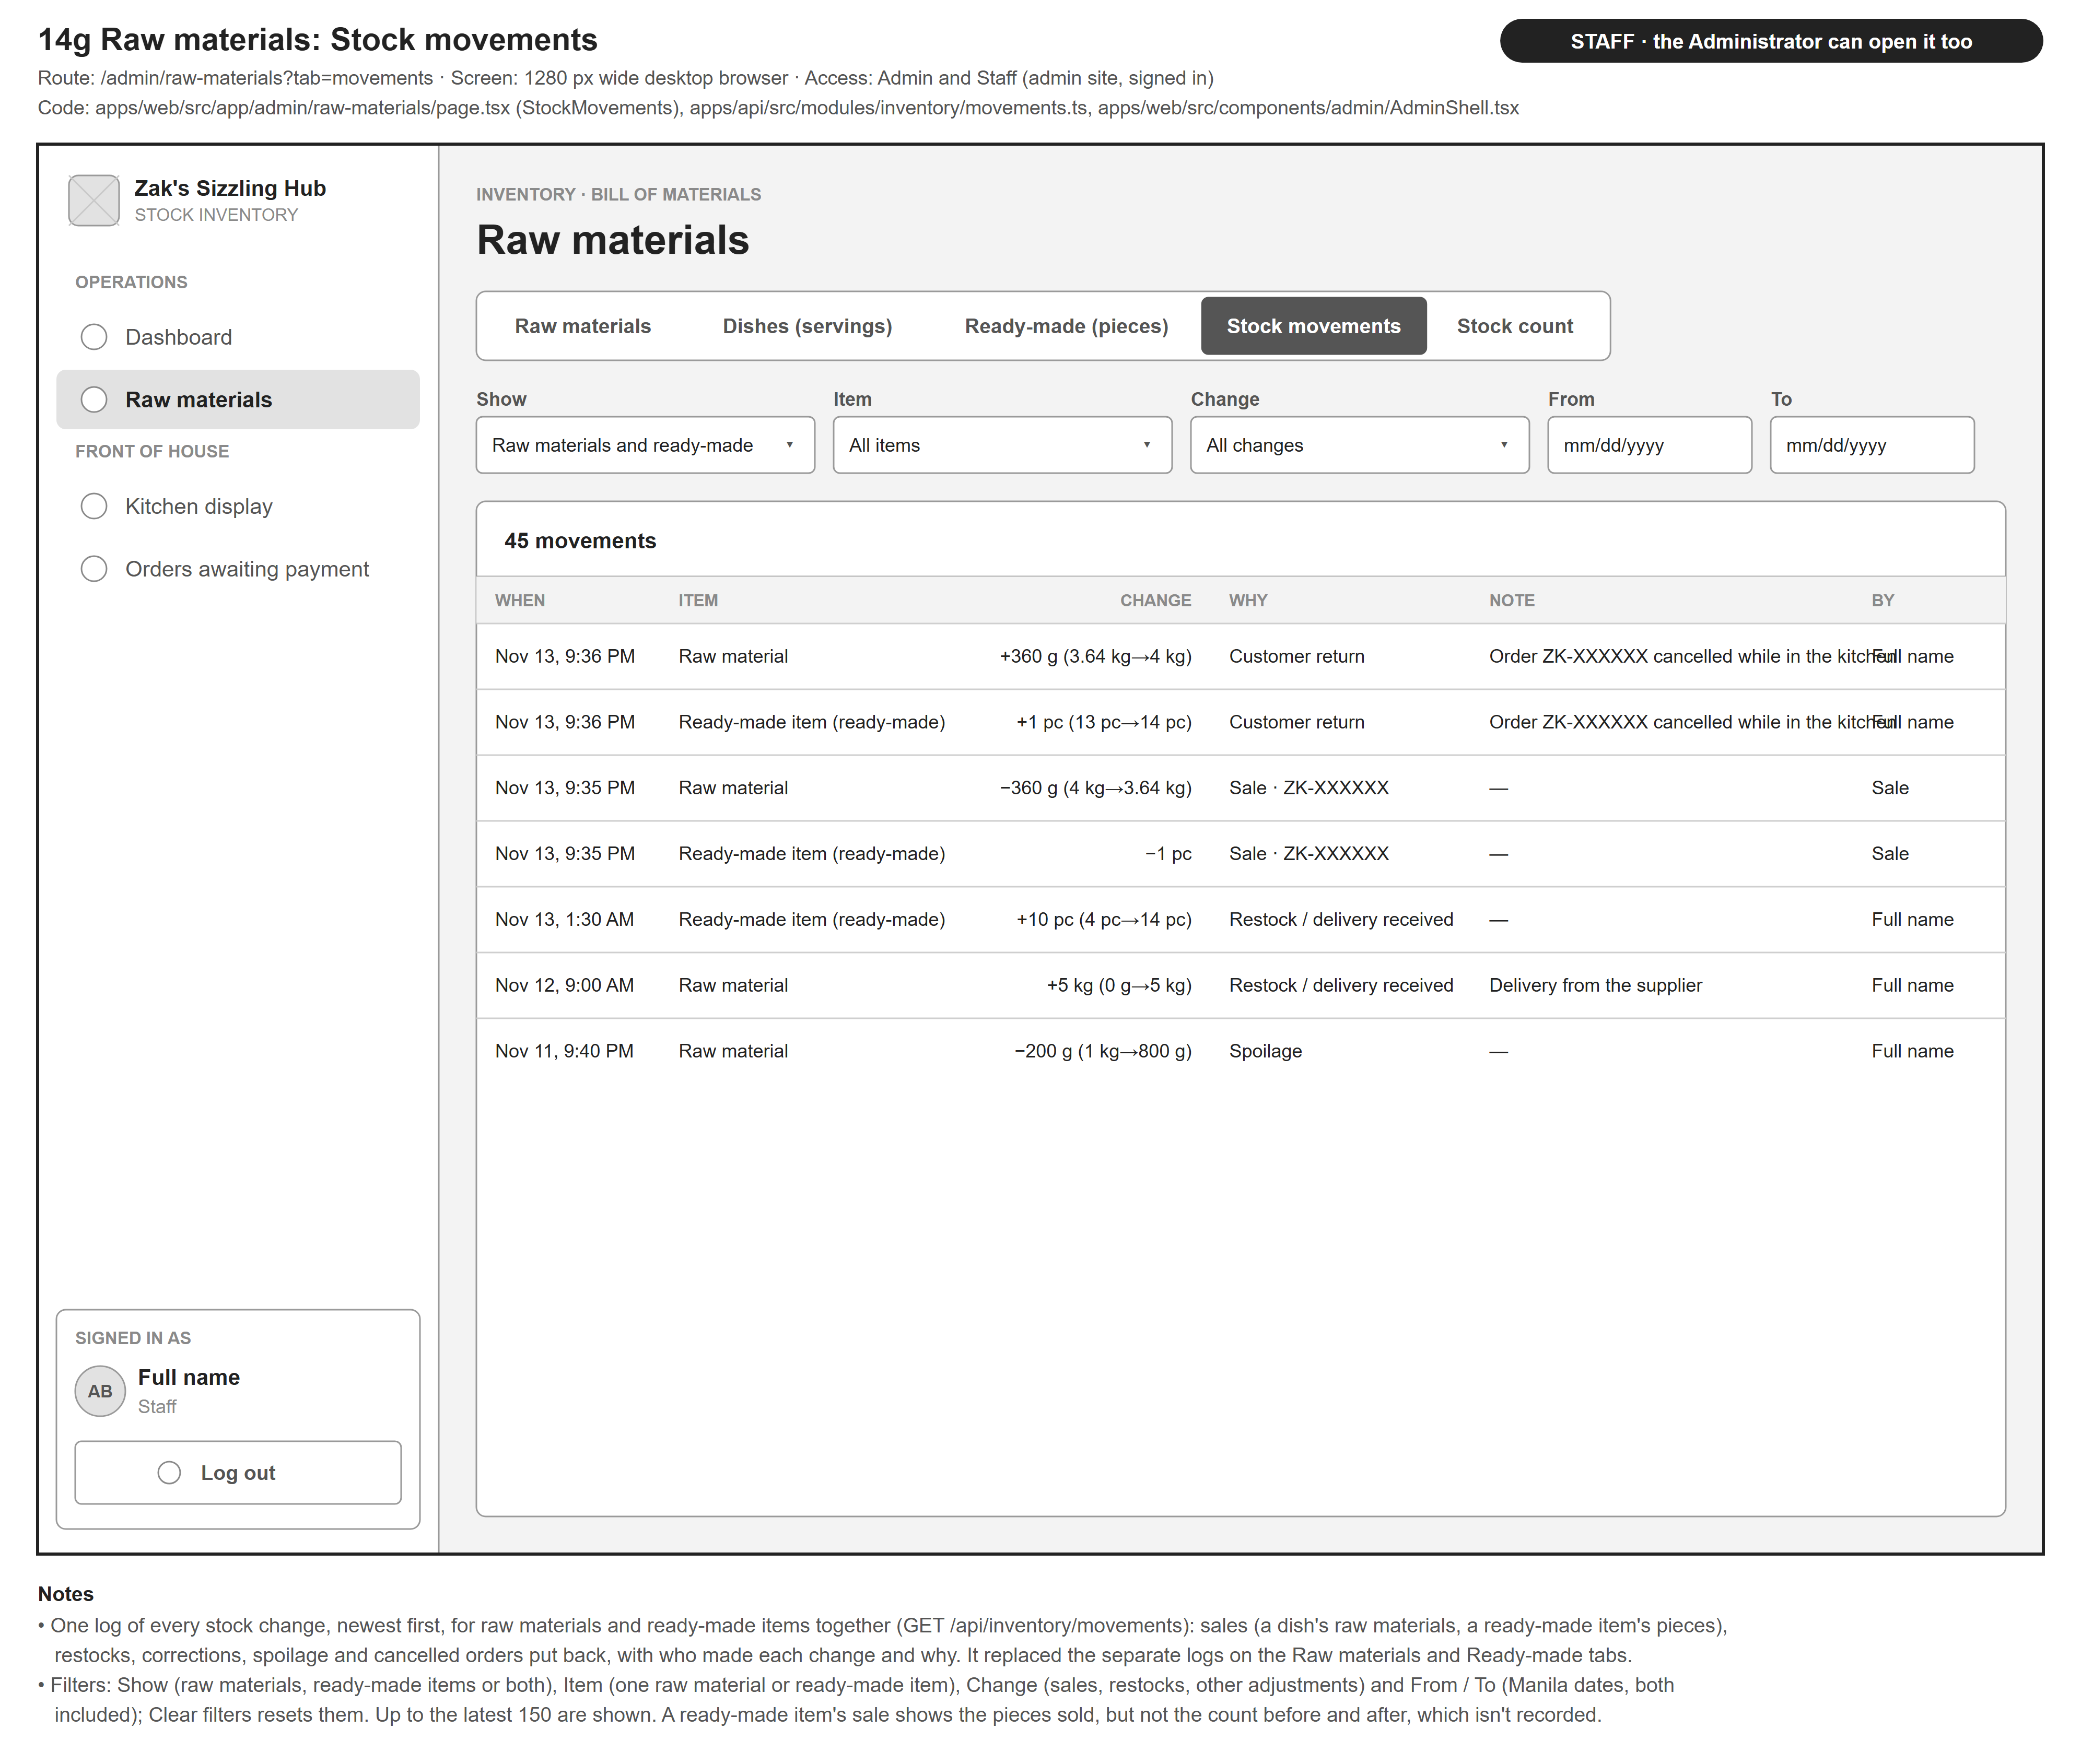 14g Raw materials: Stock movements
STAFF · the Administrator can open it too
Route: /admin/raw-materials?tab=movements · Screen: 1280 px wide desktop browser · Access: Admin and Staff (admin site, signed in)
Code: apps/web/src/app/admin/raw-materials/page.tsx (StockMovements), apps/api/src/modules/inventory/movements.ts, apps/web/src/components/admin/AdminShell.tsx
Zak's Sizzling Hub
STOCK INVENTORY
OPERATIONS
Dashboard
Raw materials
FRONT OF HOUSE
Kitchen display
Orders awaiting payment
SIGNED IN AS
AB
Full name
Staff
Log out
INVENTORY · BILL OF MATERIALS
Raw materials
Raw materials Dishes (servings) Ready-made (pieces) Stock movements Stock count
Show Item Change From To
Raw materials and ready-made ▾ All items ▾ All changes ▾ mm/dd/yyyy mm/dd/yyyy
45 movements
WHEN ITEM CHANGE WHY NOTE BY
Nov 13, 9:36 PM Raw material +360 g (3.64 kg→4 kg) Customer return Order ZK-XXXXXX cancelled while in the kitchen Full name
Nov 13, 9:36 PM Ready-made item (ready-made) +1 pc (13 pc→14 pc) Customer return Order ZK-XXXXXX cancelled while in the kitchen Full name
Nov 13, 9:35 PM Raw material −360 g (4 kg→3.64 kg) Sale · ZK-XXXXXX — Sale
Nov 13, 9:35 PM Ready-made item (ready-made) −1 pc Sale · ZK-XXXXXX — Sale
Nov 13, 1:30 AM Ready-made item (ready-made) +10 pc (4 pc→14 pc) Restock / delivery received — Full name
Nov 12, 9:00 AM Raw material +5 kg (0 g→5 kg) Restock / delivery received Delivery from the supplier Full name
Nov 11, 9:40 PM Raw material −200 g (1 kg→800 g) Spoilage — Full name
Notes
• One log of every stock change, newest first, for raw materials and ready-made items together (GET /api/inventory/movements): sales (a dish's raw materials, a ready-made item's pieces),
restocks, corrections, spoilage and cancelled orders put back, with who made each change and why. It replaced the separate logs on the Raw materials and Ready-made tabs.
• Filters: Show (raw materials, ready-made items or both), Item (one raw material or ready-made item), Change (sales, restocks, other adjustments) and From / To (Manila dates, both
included); Clear filters resets them. Up to the latest 150 are shown. A ready-made item's sale shows the pieces sold, but not the count before and after, which isn't recorded.